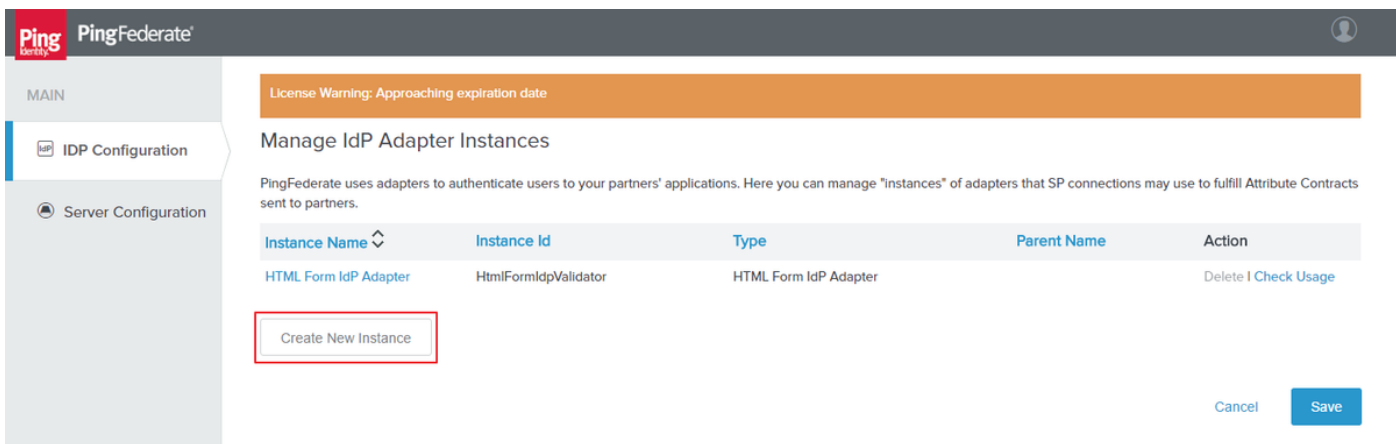 Ping Identity. PingFederate®
MAIN
IdP IDP Configuration
Server Configuration
License Warning: Approaching expiration date
Manage IdP Adapter Instances
PingFederate uses adapters to authenticate users to your partners' applications. Here you can manage "instances" of adapters that SP connections may use to fulfill Attribute Contracts
sent to partners.
Instance Name Instance Id Type Parent Name Action
HTML Form IdP Adapter HtmlFormIdpValidator HTML Form IdP Adapter Delete | Check Usage
Create New Instance
Cancel Save